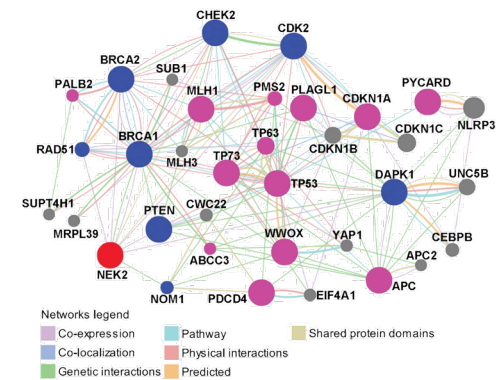 CHEK2
CDK2
BRCA2
SUB1
PALB2
MLH1
PMS2
PLAGL1
CDKN1A
PYCARD
NLRP3
CDKN1C
CDKN1B
TP63
BRCA1
RAD51
MLH3
TP73
TP53
DAPK1
UNC5B
SUPT4H1
MRPL39
PTEN
CWC22
WWOX
YAP1
CEBPB
APC2
NEK2
ABCC3
NOM1
PDCD4
EIF4A1
APC
Networks legend
Co-expression
Pathway
Shared protein domains
Co-localization
Physical interactions
Genetic interactions
Predicted